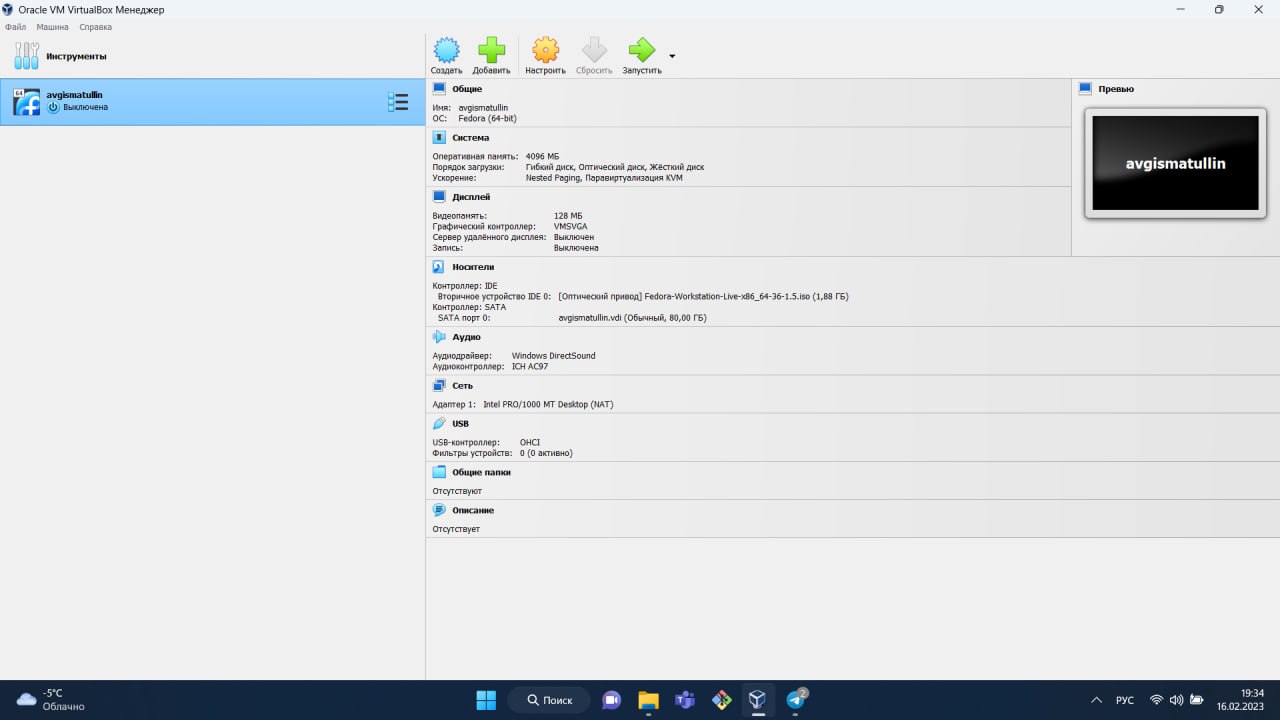 Oracle VM VirtualBox Менеджер
Файл Машина Справка
Инструменты
Создать Добавить Настроить Сбросить Запустить
64
avgismatullin
Выключена
Общие
Имя: avgismatullin
ОС: Fedora (64-bit)
Превью
avgismatullin
Система
Оперативная память: 4096 МБ
Порядок загрузки: Гибкий диск, Оптический диск, Жёсткий диск
Ускорение: Nested Paging, Паравиртуализация KVM
Дисплей
Видеопамять: 128 МБ
Графический контроллер: VMSVGA
Сервер удалённого дисплея: Выключен
Запись: Выключена
Носители
Контроллер: IDE
Вторичное устройство IDE 0: [Оптический привод] Fedora-Workstation-Live-x86_64-36-1.5.iso (1,88 ГБ)
Контроллер: SATA
SATA порт 0: avgismatullin.vdi (Обычный, 80,00 ГБ)
Аудио
Аудиодрайвер: Windows DirectSound
Аудиоконтроллер: ICH AC97
Сеть
Адаптер 1: Intel PRO/1000 MT Desktop (NAT)
USB
USB-контроллер: OHCI
Фильтры устройств: 0 (0 активно)
Общие папки
Отсутствуют
Описание
Отсутствует
-5°C
Облачно
Поиск
2
РУС
19:34
16.02.2023